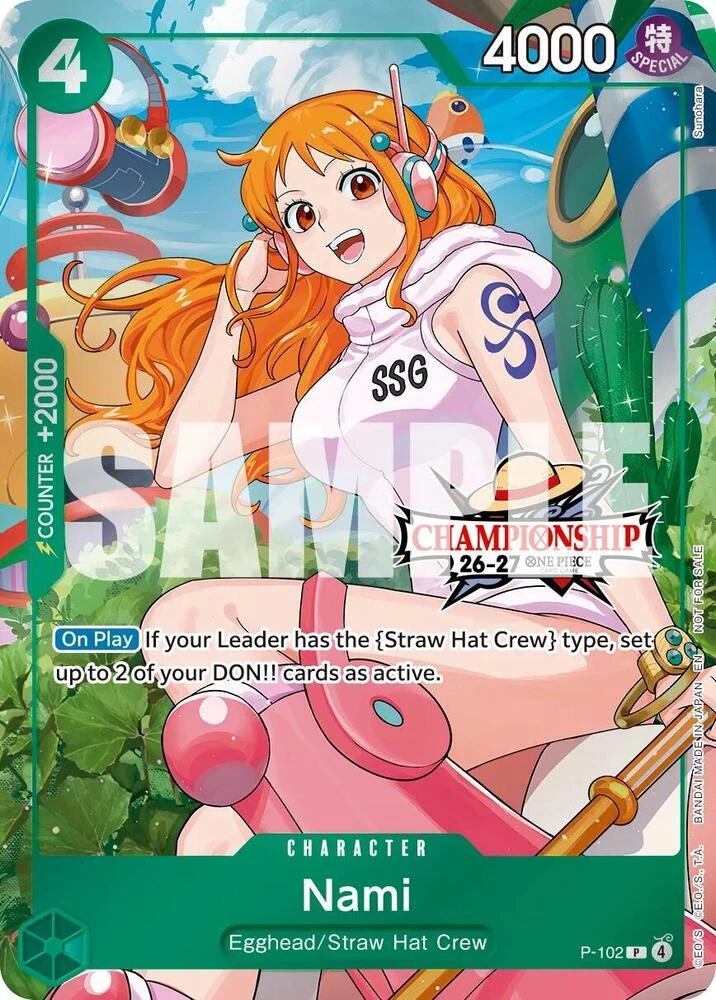 4
4000
特
SPECIAL
Sunohara
SSG
COUNTER +2000
SAMPLE
CHAMPIONSHIP
26-27 ONE PIECE
CARD GAME
On Play If your Leader has the {Straw Hat Crew} type, set
up to 2 of your DON!! cards as active.
CHARACTER
Nami
Egghead/Straw Hat Crew
P-102 P 4
©E.O/S ©E.O./S., T.A. BANDAI MADE IN JAPAN EN NOT FOR SALE